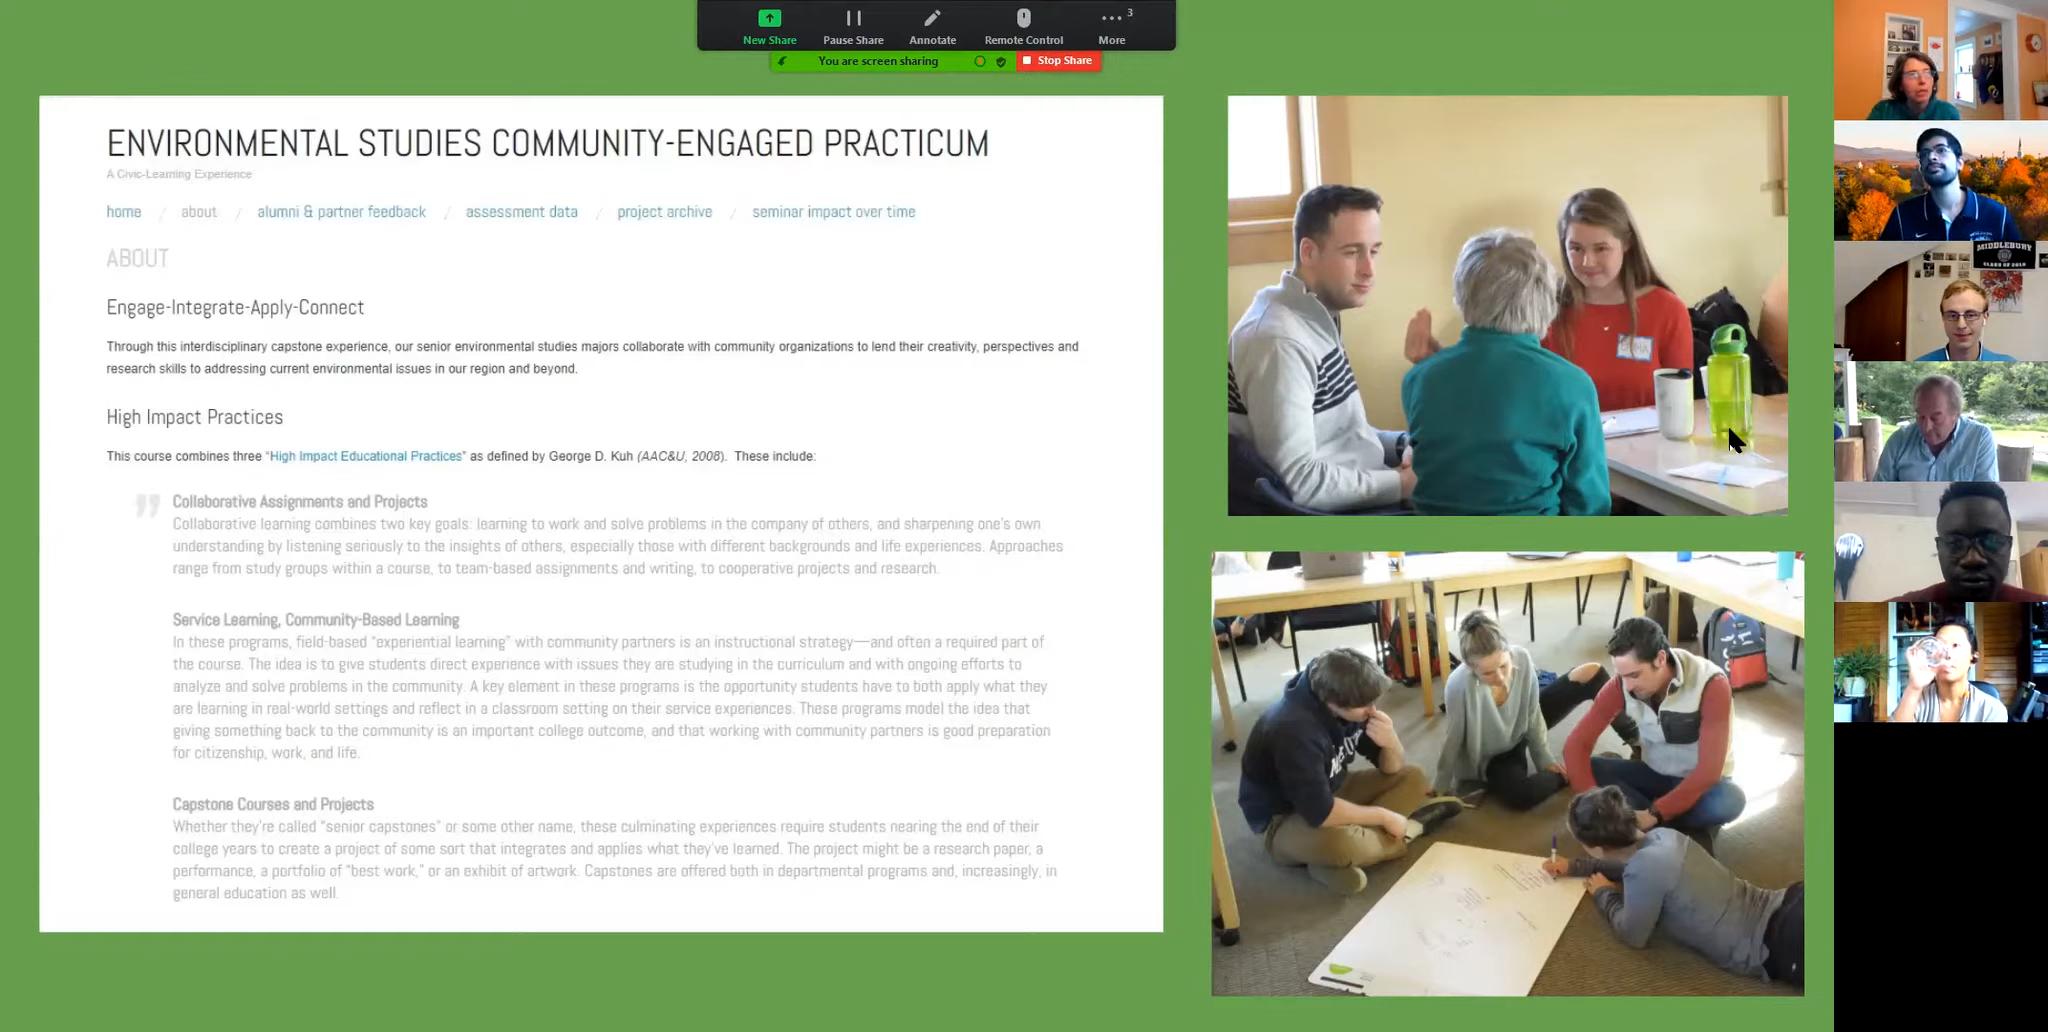 New Share
Pause Share
Annotate
Remote Control
More
3
You are screen sharing
Stop Share
ENVIRONMENTAL STUDIES COMMUNITY-ENGAGED PRACTICUM
A Civic-Learning Experience
home / about / alumni & partner feedback / assessment data / project archive / seminar impact over time
ABOUT
Engage-Integrate-Apply-Connect
Through this interdisciplinary capstone experience, our senior environmental studies majors collaborate with community organizations to lend their creativity, perspectives and
research skills to addressing current environmental issues in our region and beyond.
High Impact Practices
This course combines three “High Impact Educational Practices” as defined by George D. Kuh (AAC&U, 2008). These include:
” Collaborative Assignments and Projects
Collaborative learning combines two key goals: learning to work and solve problems in the company of others, and sharpening one’s own
understanding by listening seriously to the insights of others, especially those with different backgrounds and life experiences. Approaches
range from study groups within a course, to team-based assignments and writing, to cooperative projects and research.
Service Learning, Community-Based Learning
In these programs, field-based “experiential learning” with community partners is an instructional strategy—and often a required part of
the course. The idea is to give students direct experience with issues they are studying in the curriculum and with ongoing efforts to
analyze and solve problems in the community. A key element in these programs is the opportunity students have to both apply what they
are learning in real-world settings and reflect in a classroom setting on their service experiences. These programs model the idea that
giving something back to the community is an important college outcome, and that working with community partners is good preparation
for citizenship, work, and life.
Capstone Courses and Projects
Whether they’re called “senior capstones” or some other name, these culminating experiences require students nearing the end of their
college years to create a project of some sort that integrates and applies what they’ve learned. The project might be a research paper, a
performance, a portfolio of “best work,” or an exhibit of artwork. Capstones are offered both in departmental programs and, increasingly, in
general education as well.
MIDDLEBURY